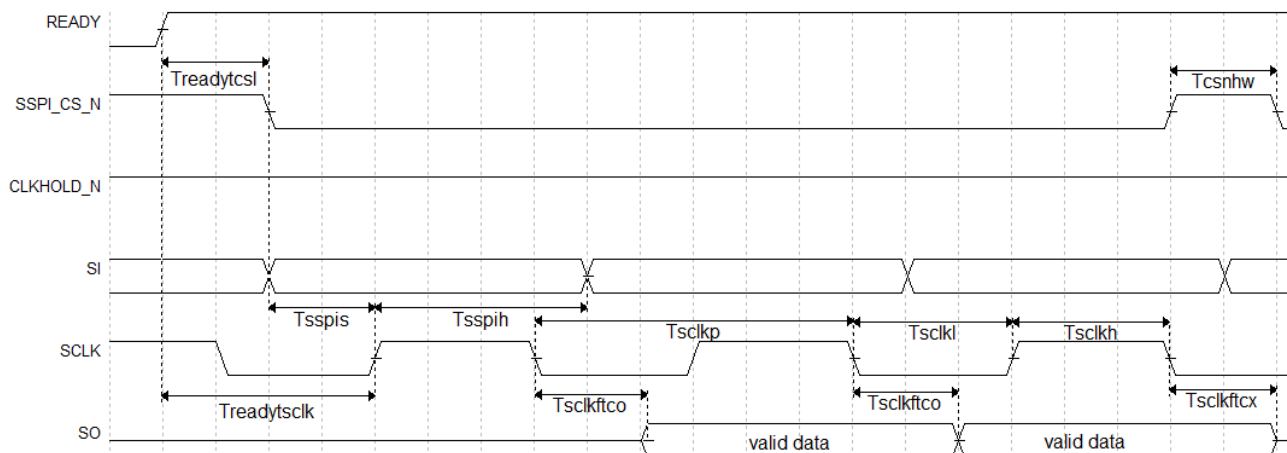 READY
Treadytcsl
Tcsnhw
SSPI_CS_N
CLKHOLD_N
SI
Tsspis
Tsspih
Tsclkp
Tsclkl
Tsclkh
SCLK
Treadytsclk
Tsclkftco
Tsclkftco
Tsclkftcx
SO
valid data
valid data